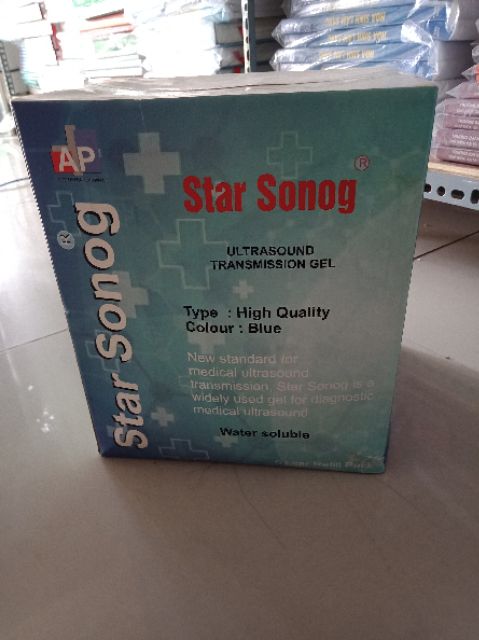 AP
Star Sonog ®
Star Sonog ®
ULTRASOUND
TRANSMISSION GEL
Type : High Quality
Colour : Blue
New standard for
medical ultrasound
transmission, Star Sonog is a
widely used gel for diagnostic
medical ultrasound
Water soluble